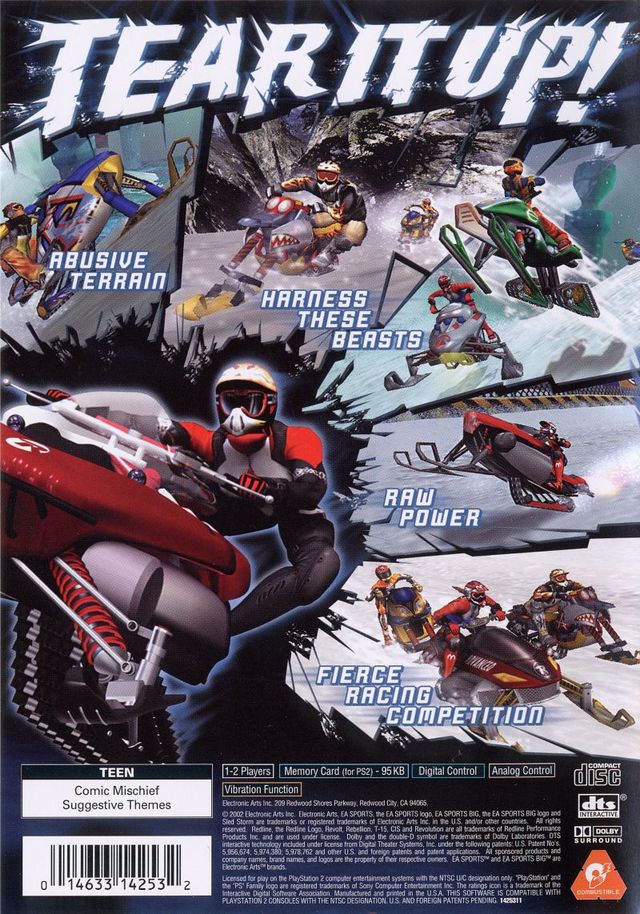 TEAR IT UP!
ABUSIVE
TERRAIN
HARNESS
THESE
BEASTS
RAW
POWER
FIERCE
RACING
COMPETITION
TEEN
Comic Mischief
Suggestive Themes
0 14633 14253 2
1-2 Players
Memory Card (for PS2) - 95 KB
Digital Control
Analog Control
Vibration Function
COMPACT
disc
dts
INTERACTIVE
DOLBY
SURROUND
COMBUSTIBLE
Electronic Arts Inc. 209 Redwood Shores Parkway, Redwood City, CA 94065.
© 2002 Electronic Arts Inc. Electronic Arts, EA SPORTS, the EA SPORTS logo, EA SPORTS BIG, the EA SPORTS BIG logo and
Sled Storm are trademarks or registered trademarks of Electronic Arts Inc. in the U.S. and/or other countries. All rights
reserved. Redline, the Redline Logo, Revolt, Rebellion, T-15, CIS and Revolution are all trademarks of Redline Performance
Products Inc. and are used under license. Dolby and the double-D symbol are trademarks of Dolby Laboratories. DTS
interactive technology included under license from Digital Theater Systems, Inc. under the following patents: U.S. Patent No's
5,956,674; 5,974,380; 5,978,762 and other U.S. and foreign patents and patent applications. All sponsored products and
company names, brand names, and logos are the property of their respective owners. EA SPORTS™ and EA SPORTS BIG™ are
Electronic Arts™ brands.
Licensed for play on the PlayStation 2 computer entertainment systems with the NTSC U/C designation only. "PlayStation" and
the "PS" Family logo are registered trademarks of Sony Computer Entertainment Inc. The ratings icon is a trademark of the
Interactive Digital Software Association. Manufactured and printed in the U.S.A. THIS SOFTWARE IS COMPATIBLE WITH
PLAYSTATION 2 CONSOLES WITH THE NTSC DESIGNATION. U.S. AND FOREIGN PATENTS PENDING. 1425311